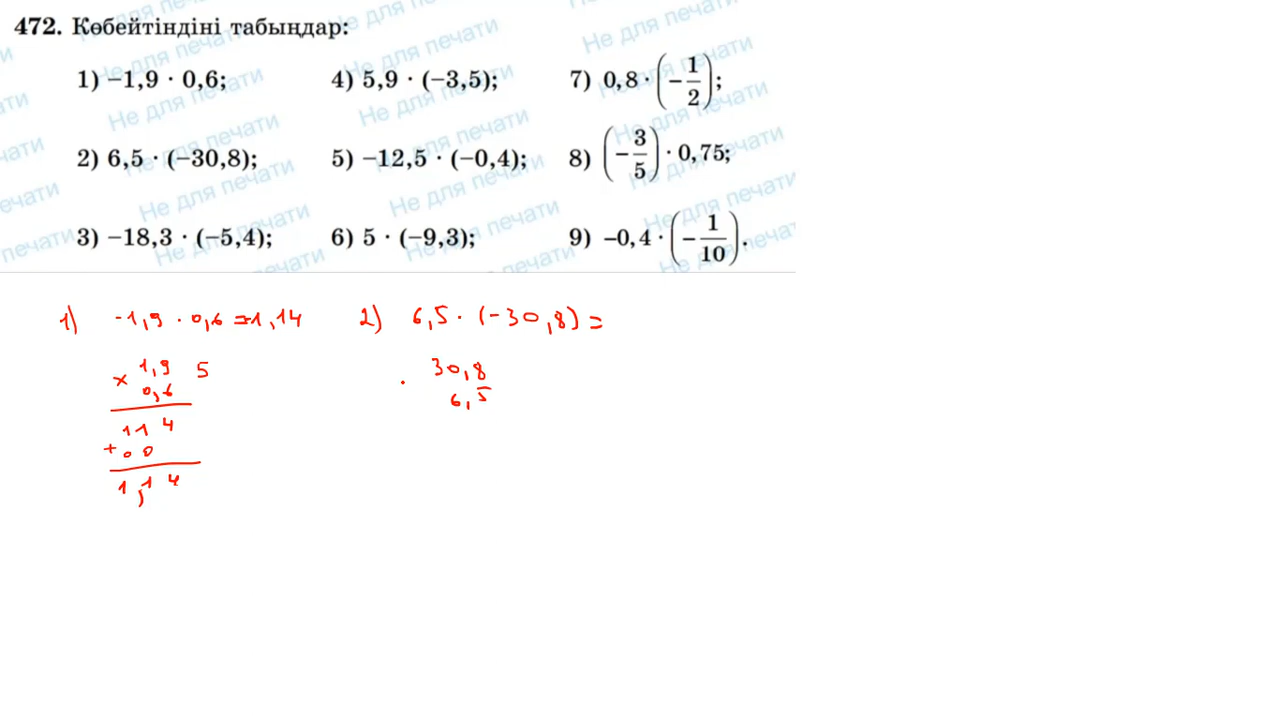 472. Көбейтіндіні табыңдар:
1) −1,9 · 0,6; 4) 5,9 · (−3,5); 7) 0,8 · (−1/2);
2) 6,5 · (−30,8); 5) −12,5 · (−0,4); 8) (−3/5) · 0,75;
3) −18,3 · (−5,4); 6) 5 · (−9,3); 9) −0,4 · (−1/10).
1) -1,9 · 0,6 = -1,14 2) 6,5 · (-30,8) =
× 1,9 5
0,6
114
+ 00
1,14
· 30,8
6,5
Не для печати